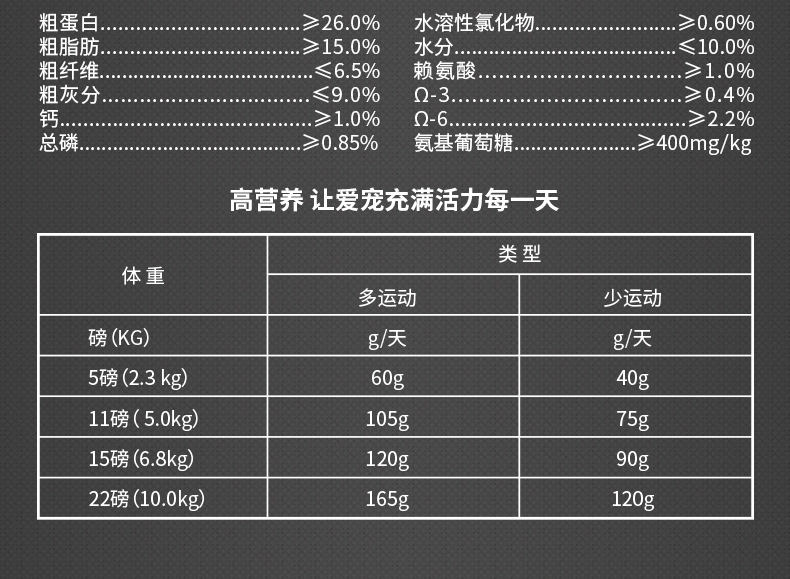 粗蛋白..................................≥26.0%
粗脂肪..................................≥15.0%
粗纤维....................................≤6.5%
粗灰分..................................≤9.0%
钙..........................................≥1.0%
总磷.....................................≥0.85%
水溶性氯化物........................≥0.60%
水分.....................................≤10.0%
赖氨酸..................................≥1.0%
Ω-3......................................≥0.4%
Ω-6......................................≥2.2%
氨基葡萄糖.....................≥400mg/kg
高营养 让爱宠充满活力每一天
体重 类型
多运动 少运动
磅(KG) g/天 g/天
5磅(2.3 kg) 60g 40g
11磅( 5.0kg) 105g 75g
15磅(6.8kg) 120g 90g
22磅(10.0kg) 165g 120g